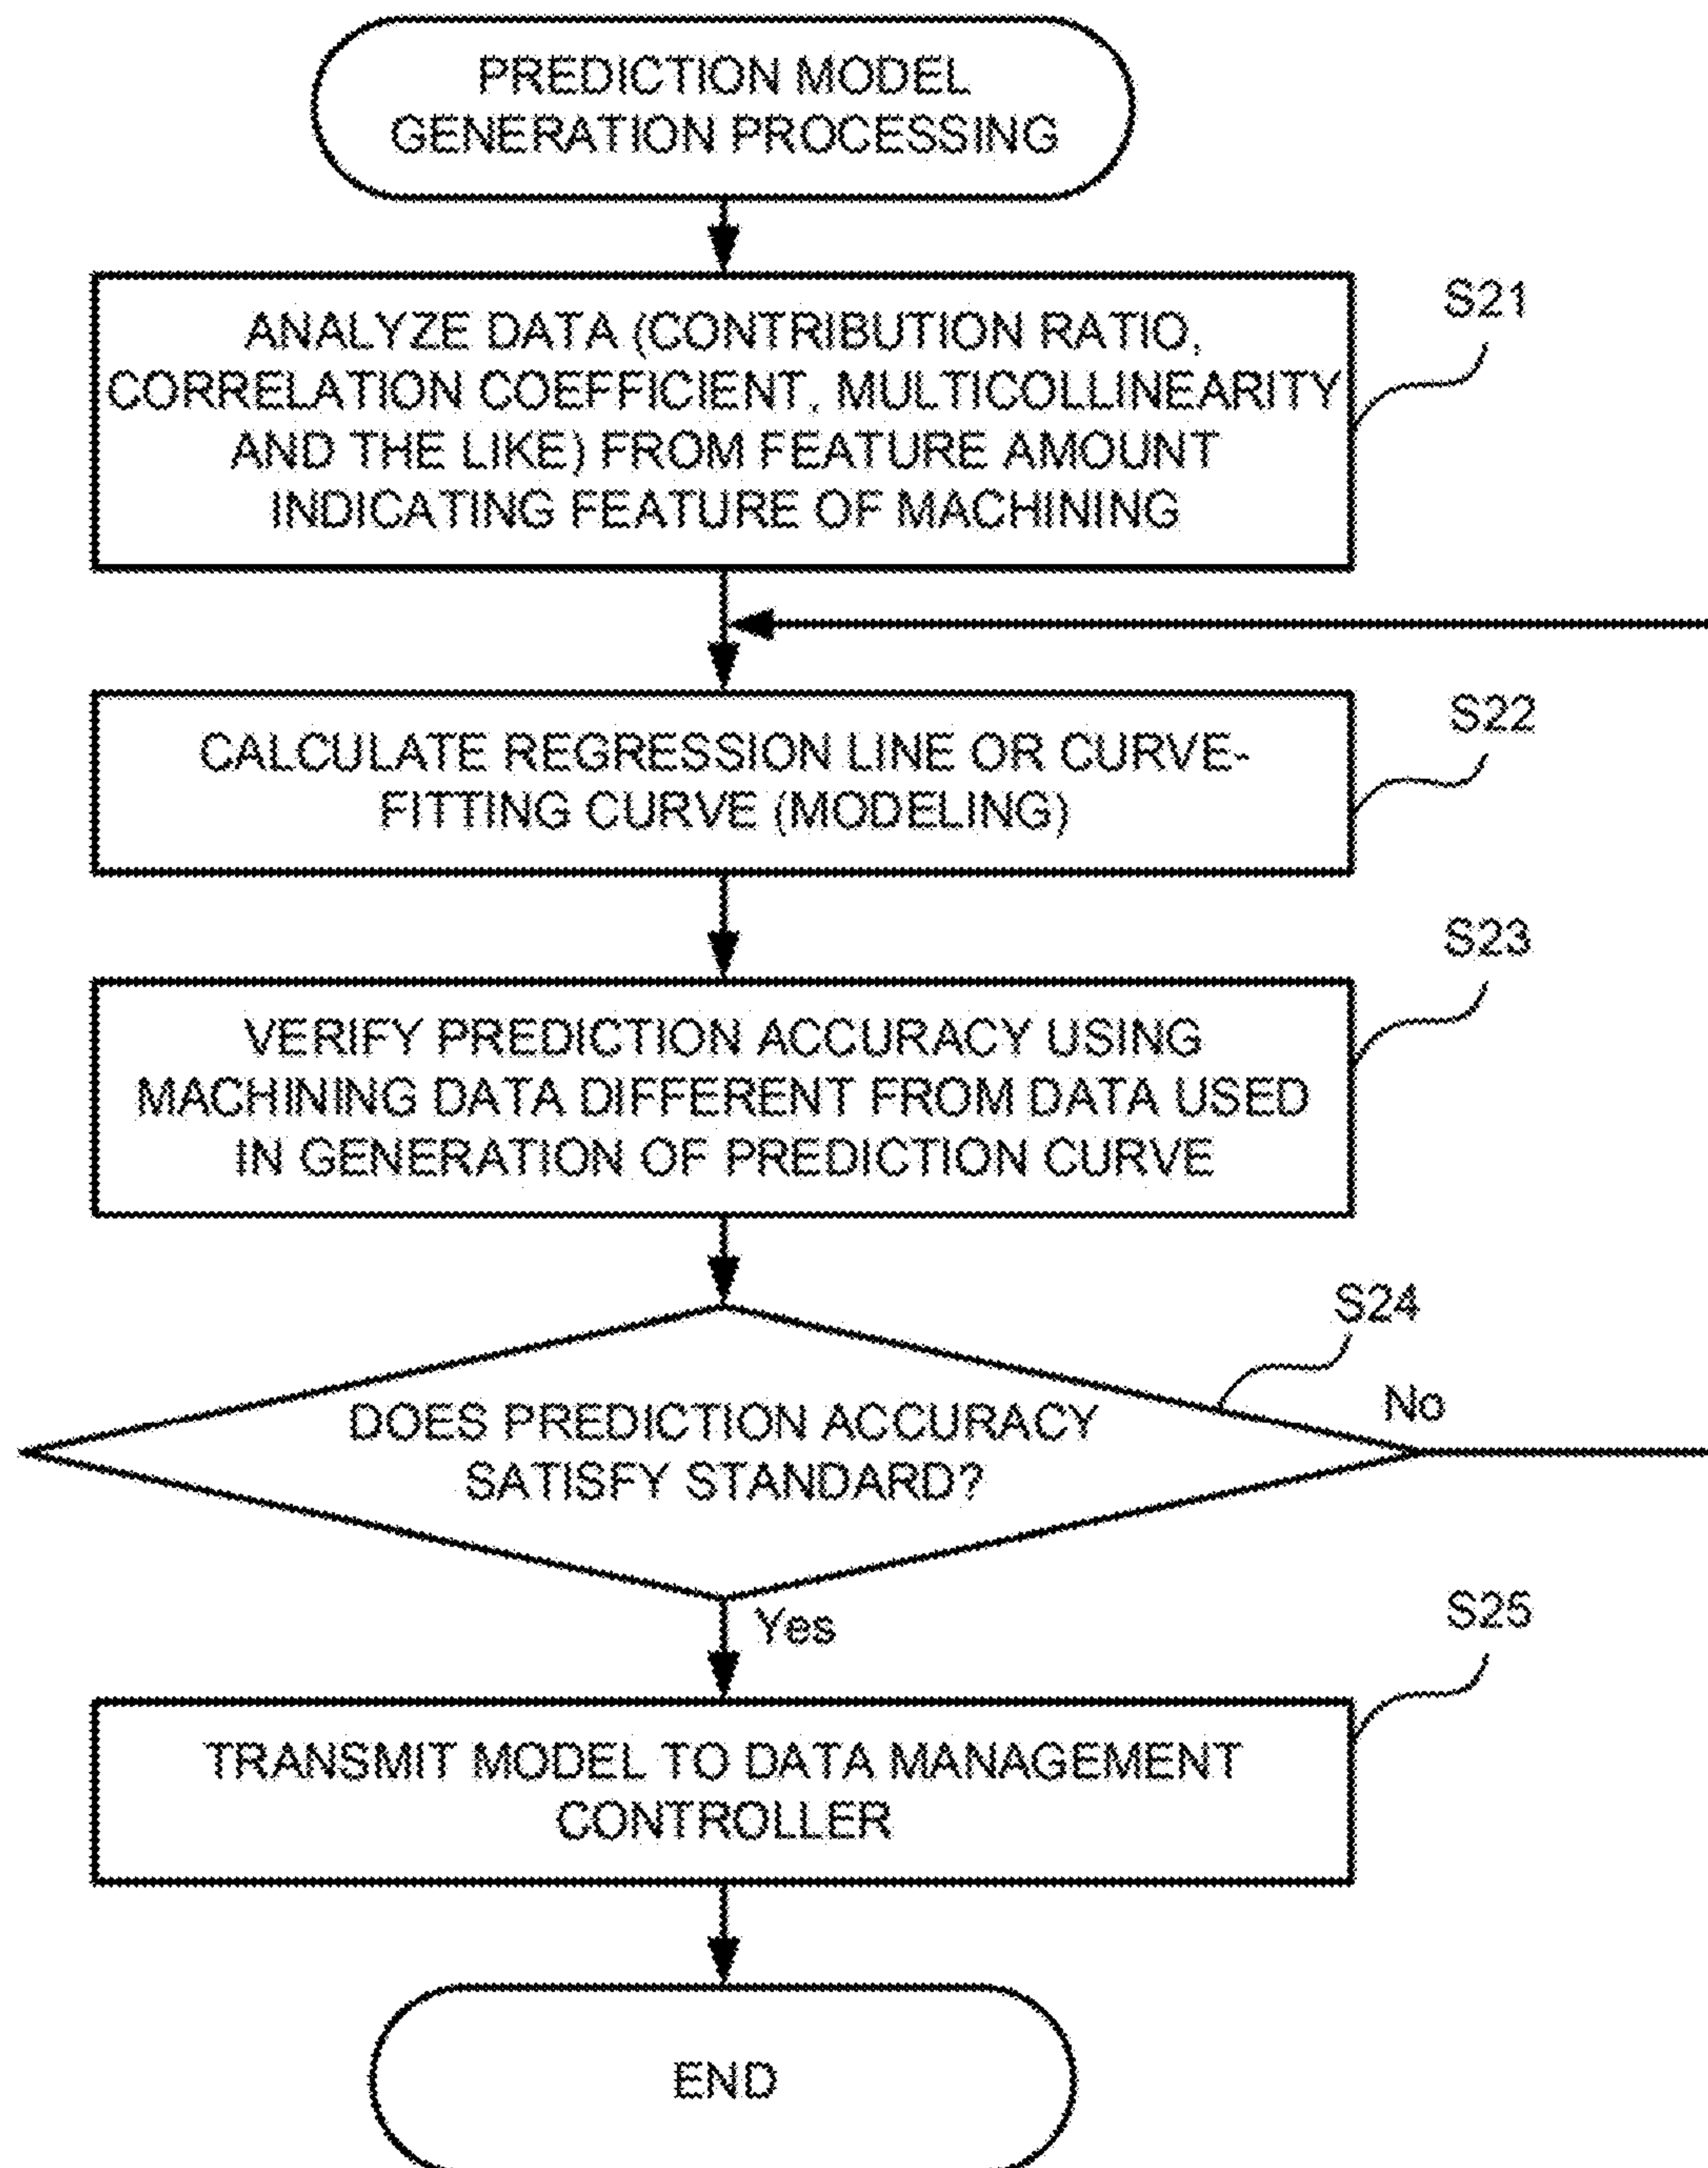 PREDICTION MODEL
GENERATION PROCESSING
S21
ANALYZE DATA (CONTRIBUTION RATIO,
CORRELATION COEFFICIENT, MULTICOLLINEARITY
AND THE LIKE) FROM FEATURE AMOUNT
INDICATING FEATURE OF MACHINING
S22
CALCULATE REGRESSION LINE OR CURVE-
FITTING CURVE (MODELING)
S23
VERIFY PREDICTION ACCURACY USING
MACHINING DATA DIFFERENT FROM DATA USED
IN GENERATION OF PREDICTION CURVE
S24
No
DOES PREDICTION ACCURACY
SATISFY STANDARD?
Yes
S25
TRANSMIT MODEL TO DATA MANAGEMENT
CONTROLLER
END